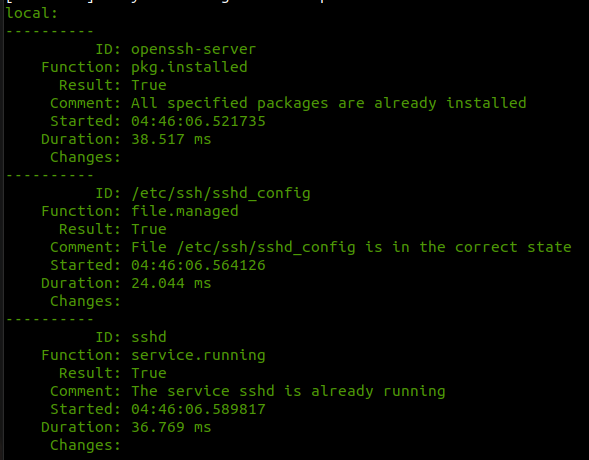 local:
----------
ID: openssh-server
Function: pkg.installed
Result: True
Comment: All specified packages are already installed
Started: 04:46:06.521735
Duration: 38.517 ms
Changes:
----------
ID: /etc/ssh/sshd_config
Function: file.managed
Result: True
Comment: File /etc/ssh/sshd_config is in the correct state
Started: 04:46:06.564126
Duration: 24.044 ms
Changes:
----------
ID: sshd
Function: service.running
Result: True
Comment: The service sshd is already running
Started: 04:46:06.589817
Duration: 36.769 ms
Changes: